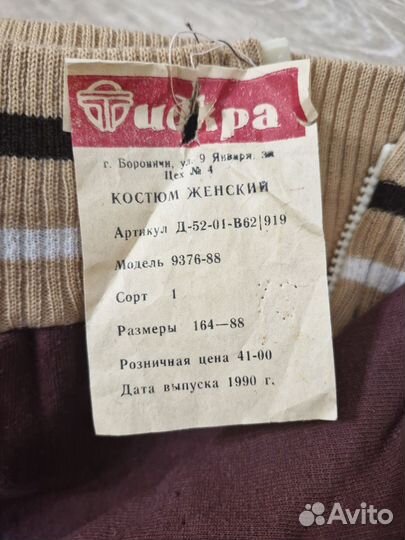 искра
г. Боровичи, ул. 9 Января, 37
Цех № 4
КОСТЮМ ЖЕНСКИЙ
Артикул Д-52-01-В62|919
Модель 9376-88
Сорт 1
Размеры 164—88
Розничная цена 41-00
Дата выпуска 1990 г.
Avito